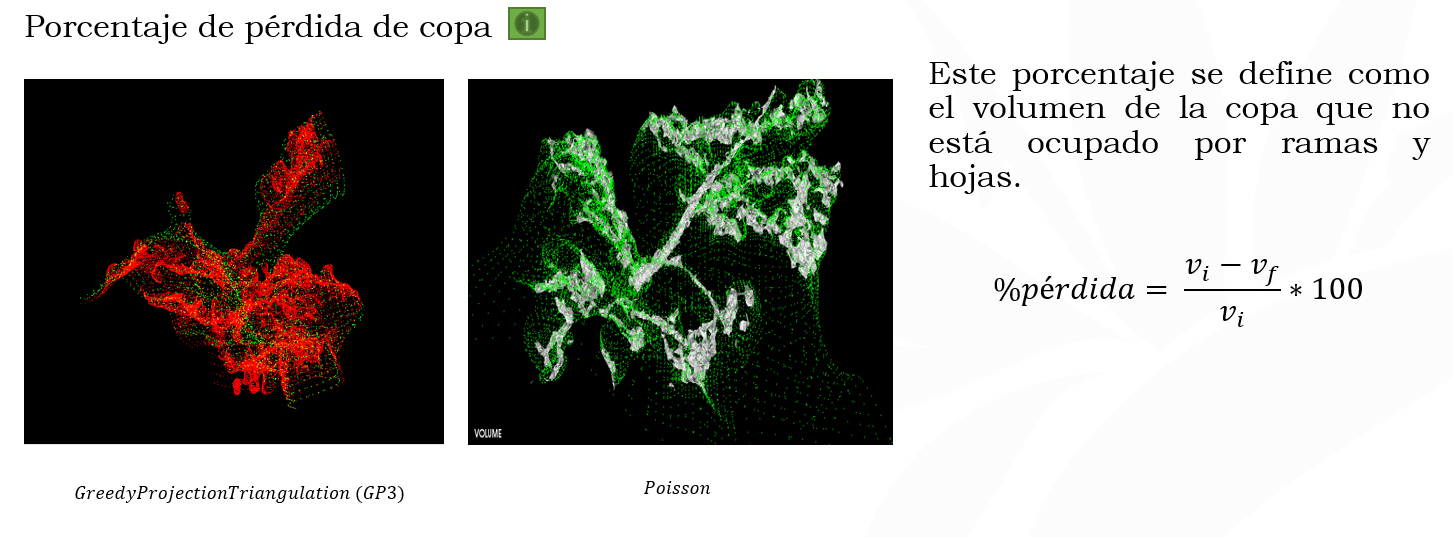 Porcentaje de pérdida de copa
i
Este porcentaje se define como
el volumen de la copa que no
está ocupado por ramas y
hojas.
%pérdida = \frac{v_i - v_f}{v_i} * 100
VOLUME
GreedyProjectionTriangulation (GP3)
Poisson